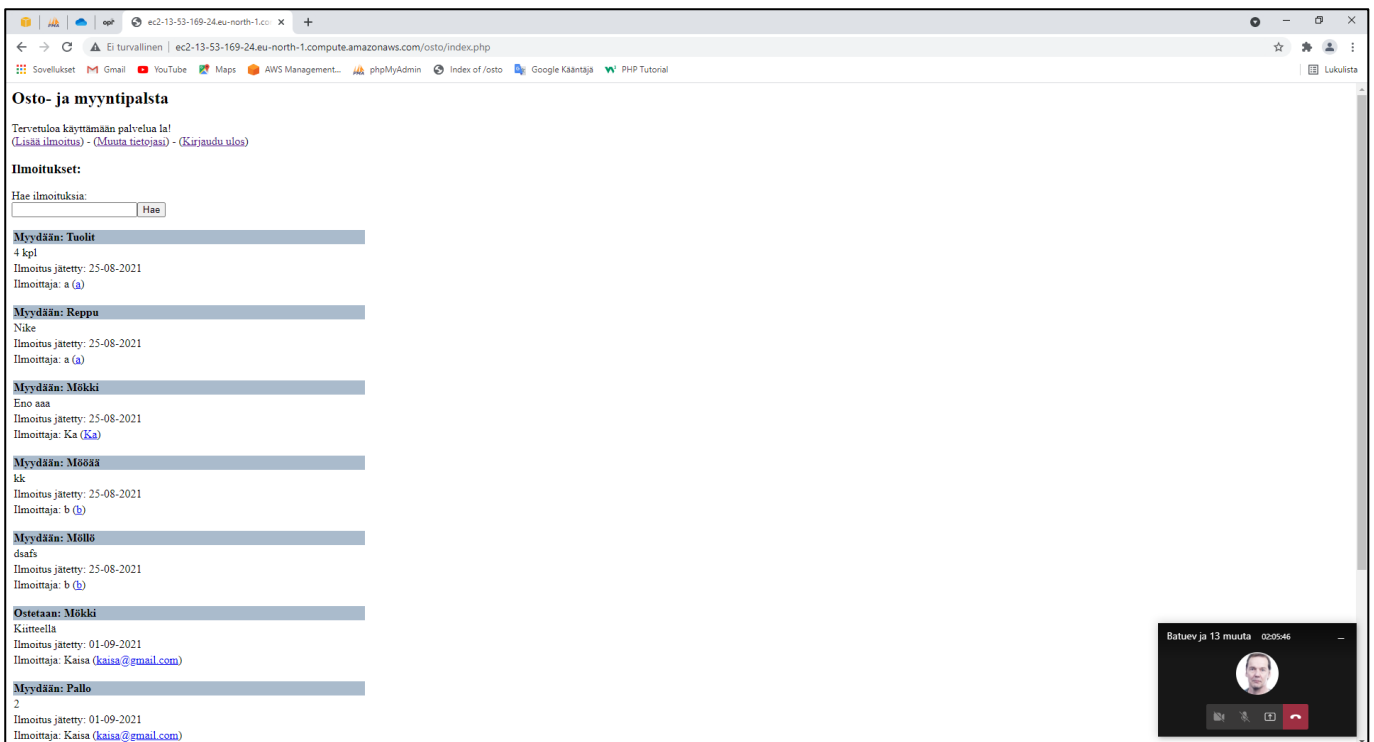 opit
ec2-13-53-169-24.eu-north-1.co
Ei turvallinen | ec2-13-53-169-24.eu-north-1.compute.amazonaws.com/osto/index.php
Sovellukset Gmail YouTube Maps AWS Management... phpMyAdmin Index of /osto Google Kääntäjä PHP Tutorial Lukulista
Osto- ja myyntipalsta
Tervetuloa käyttämään palvelua la!
(Lisää ilmoitus) - (Muuta tietojasi) - (Kirjaudu ulos)
Ilmoitukset:
Hae ilmoituksia:
Hae
Myydään: Tuolit
4 kpl
Ilmoitus jätetty: 25-08-2021
Ilmoittaja: a (a)
Myydään: Reppu
Nike
Ilmoitus jätetty: 25-08-2021
Ilmoittaja: a (a)
Myydään: Mökki
Eno aaa
Ilmoitus jätetty: 25-08-2021
Ilmoittaja: Ka (Ka)
Myydään: Mööää
kk
Ilmoitus jätetty: 25-08-2021
Ilmoittaja: b (b)
Myydään: Möllö
dsafs
Ilmoitus jätetty: 25-08-2021
Ilmoittaja: b (b)
Ostetaan: Mökki
Kiitteellä
Ilmoitus jätetty: 01-09-2021
Ilmoittaja: Kaisa (kaisa@gmail.com)
Myydään: Pallo
2
Ilmoitus jätetty: 01-09-2021
Ilmoittaja: Kaisa (kaisa@gmail.com)
Batuev ja 13 muuta 02:05:46